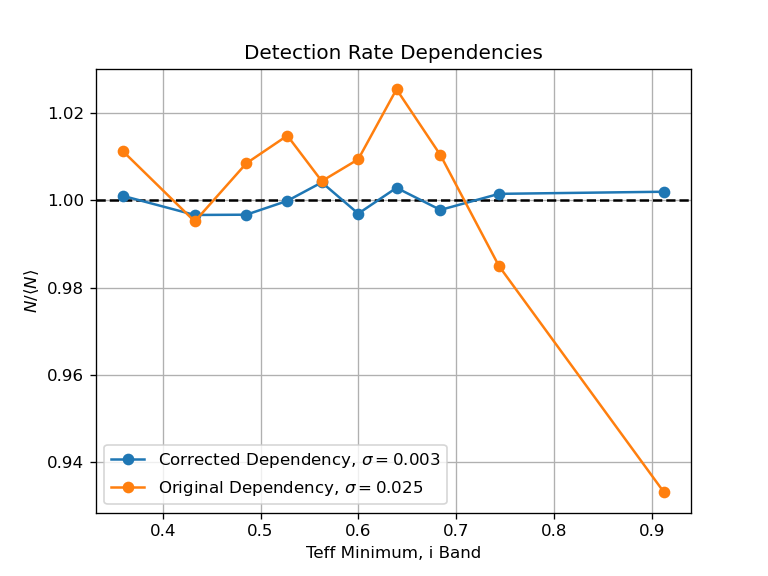 Detection Rate Dependencies
1.02
1.00
0.98
0.96
0.94
N/⟨N⟩
Corrected Dependency, σ = 0.003
Original Dependency, σ = 0.025
0.4 0.5 0.6 0.7 0.8 0.9
Teff Minimum, i Band